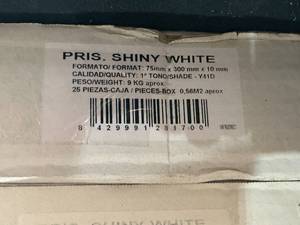 PRIS. SHINY WHITE
FORMATO/ FORMAT: 75mm x 300 mm x 10 mm
CALIDAD/QUALITY: 1ª TONO/SHADE - Y41D
PESO/WEIGHT: 9 KG aprox.
25 PIEZAS-CAJA / PIECES-BOX 0,56M2 aprox
8 429991 281700
PRIS. SHINY WHITE